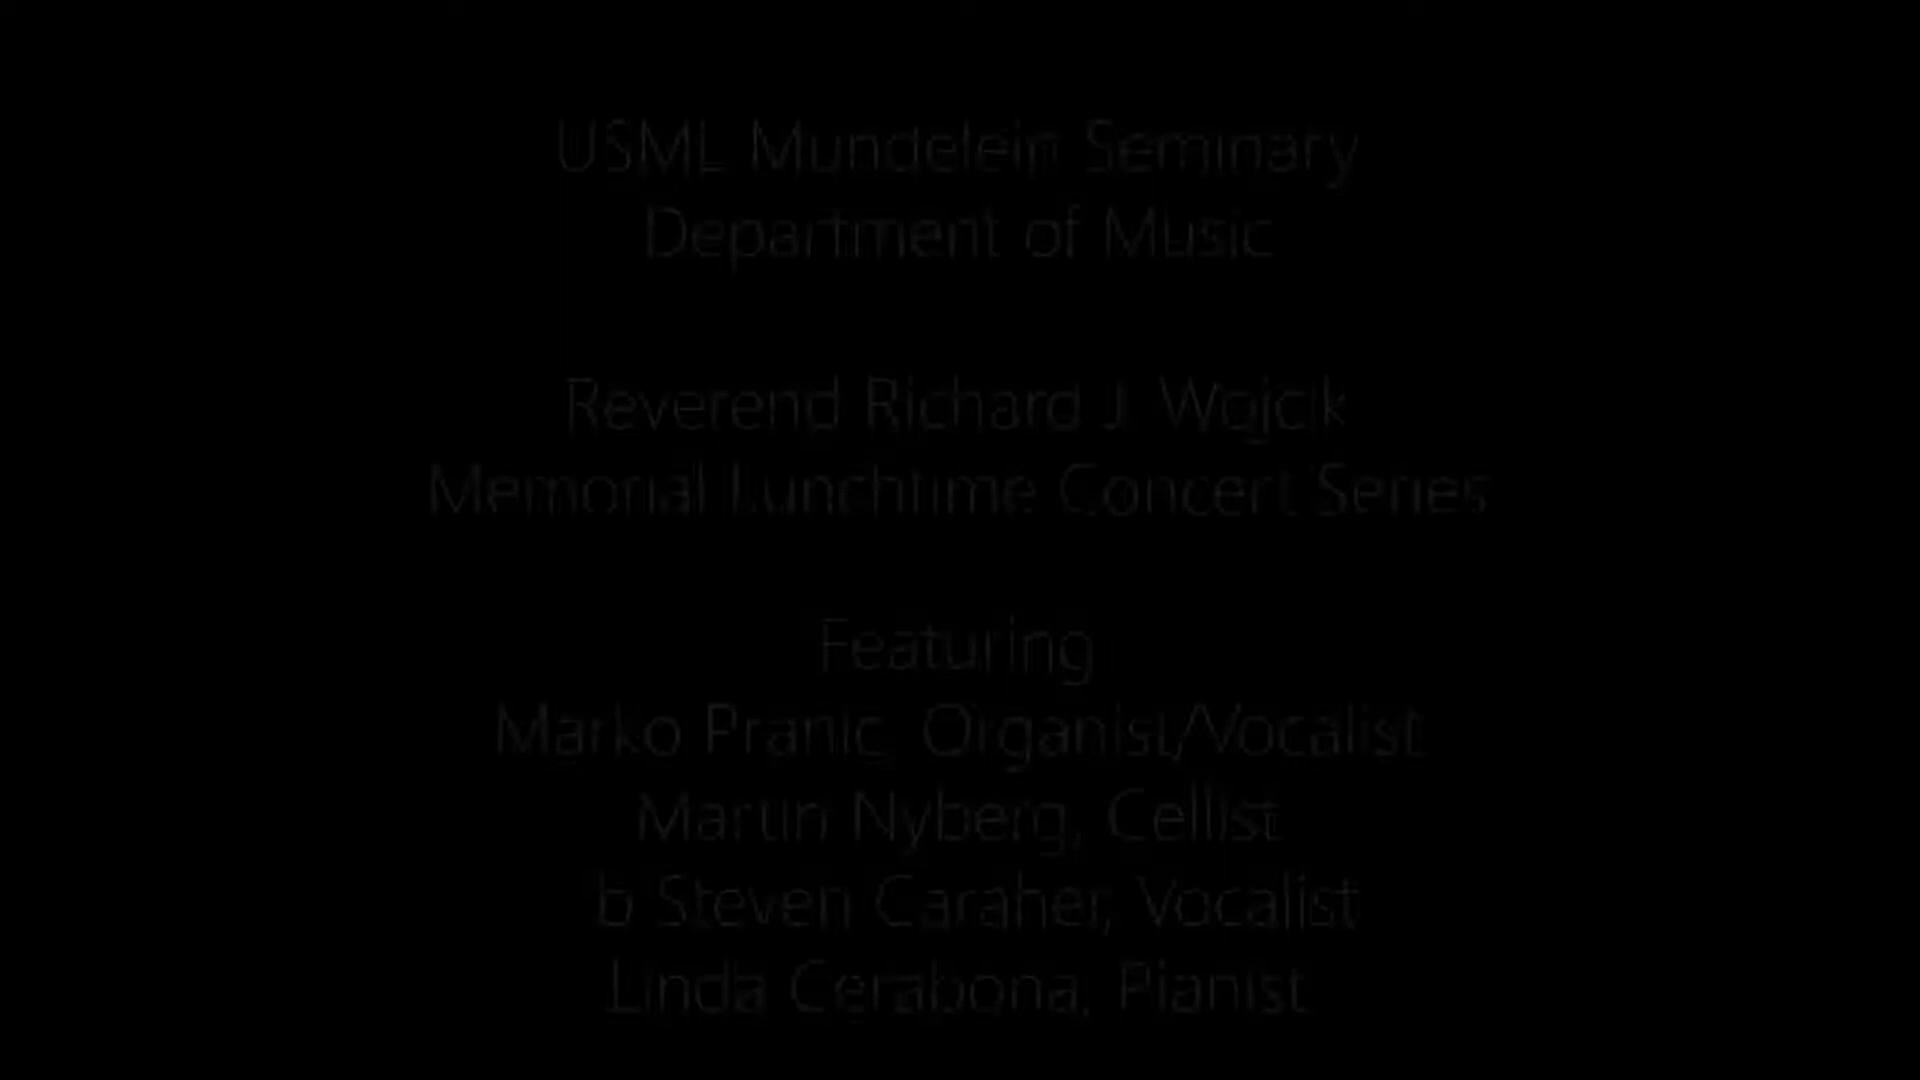 USML Mundelein Seminary
Department of Music
Reverend Richard J. Wojcik
Memorial Lunchtime Concert Series
Featuring
Marko Pranic, Organist/Vocalist
Martin Nyberg, Cellist
b Steven Caraher, Vocalist
Linda Cerabona, Pianist